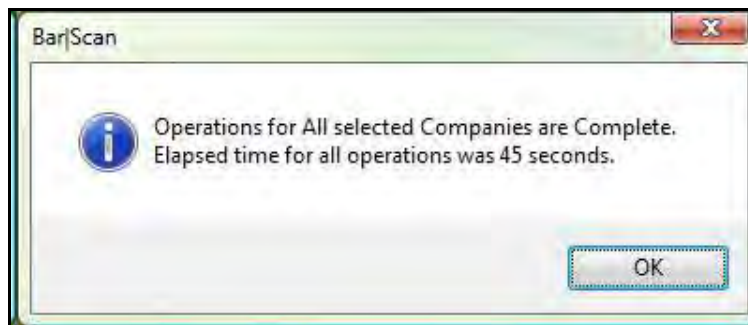 Bar|Scan
Operations for All selected Companies are Complete.
Elapsed time for all operations was 45 seconds.
OK